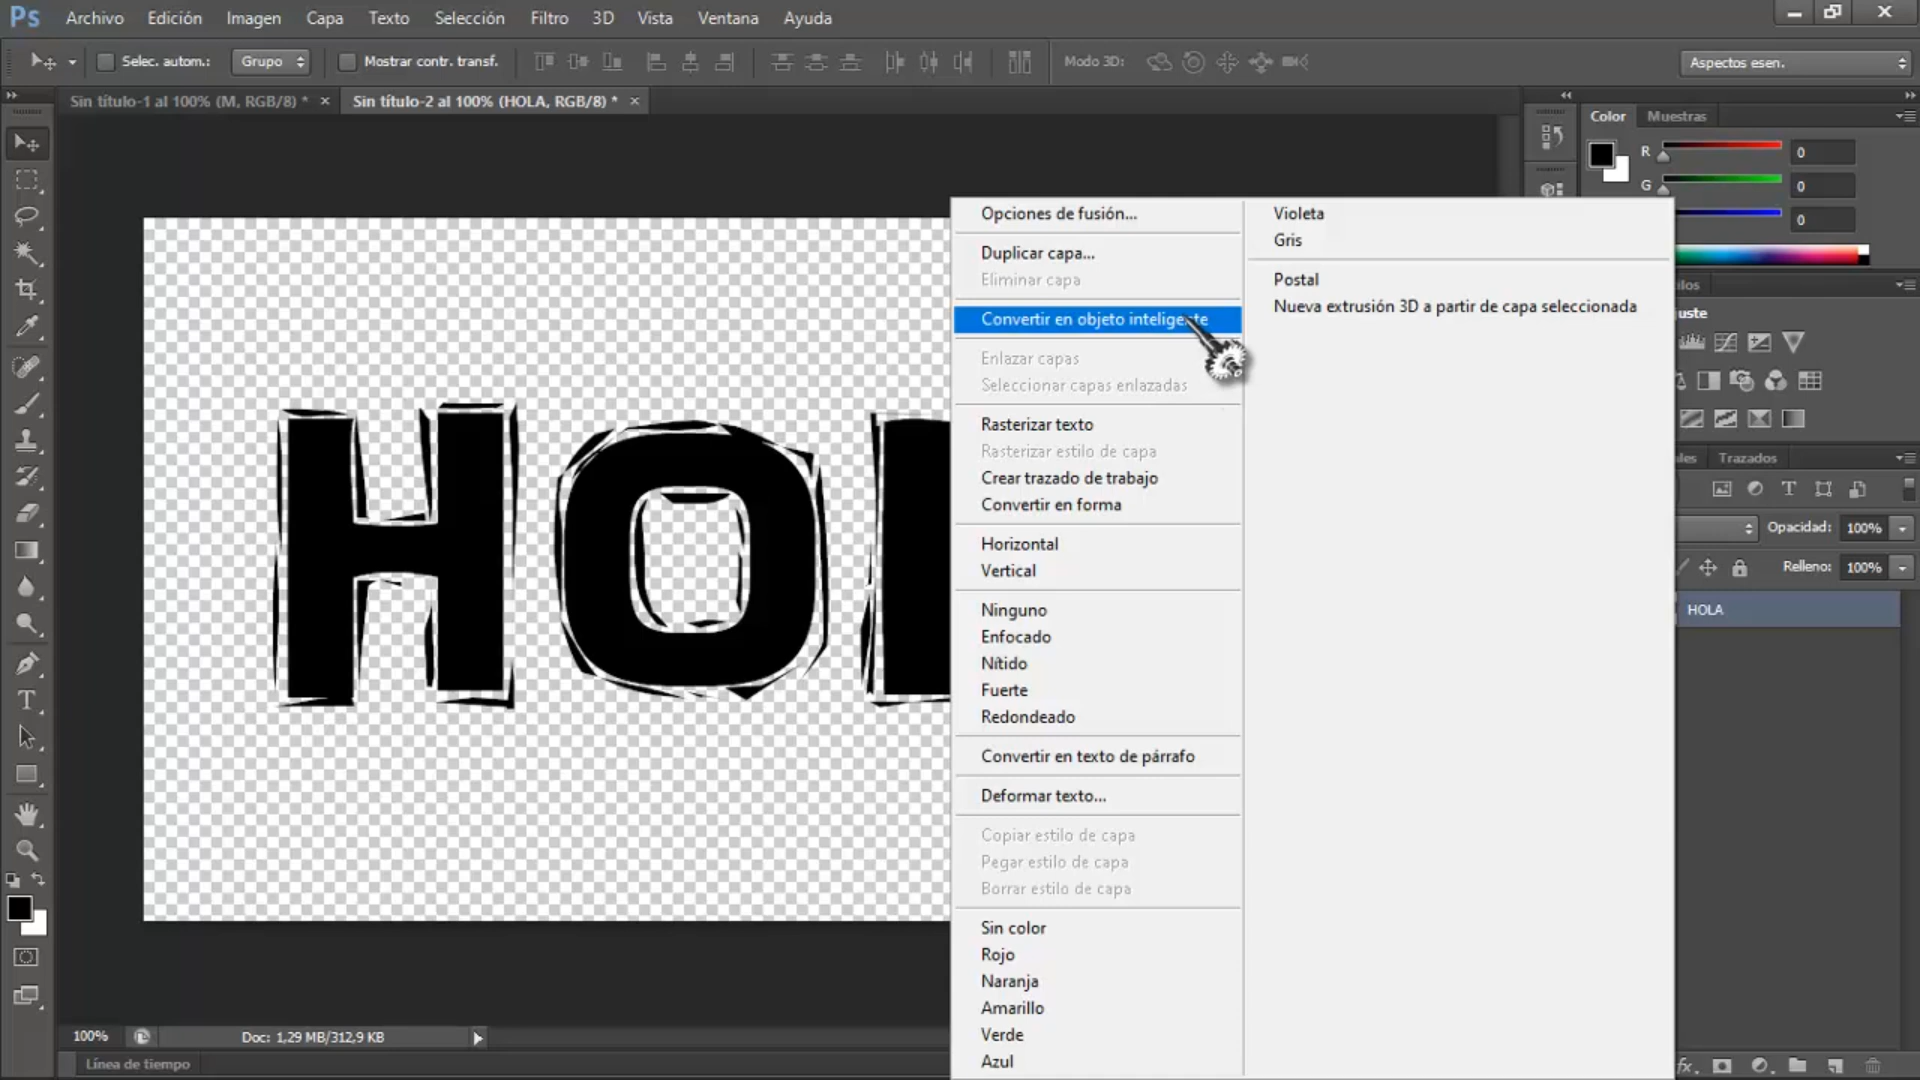 Ps Archivo Edición Imagen Capa Texto Selección Filtro 3D Vista Ventana Ayuda
Selec. autom.: Grupo Mostrar contr. transf. Modo 3D: Aspectos esen.
Sin título-1 al 100% (M, RGB/8) * × Sin título-2 al 100% (HOLA, RGB/8) * ×
Color Muestras
R 0
G 0
0
HO
Opciones de fusión...
Duplicar capa...
Eliminar capa
Convertir en objeto inteligente
Enlazar capas
Seleccionar capas enlazadas
Rasterizar texto
Rasterizar estilo de capa
Crear trazado de trabajo
Convertir en forma
Horizontal
Vertical
Ninguno
Enfocado
Nítido
Fuerte
Redondeado
Convertir en texto de párrafo
Deformar texto...
Copiar estilo de capa
Pegar estilo de capa
Borrar estilo de capa
Sin color
Rojo
Naranja
Amarillo
Verde
Azul
Violeta
Gris
Postal
Nueva extrusión 3D a partir de capa seleccionada
los
uste
les Trazados
Opacidad: 100%
Relleno: 100%
HOLA
fx
100% Doc: 1,29 MB/312,9 KB
Línea de tiempo